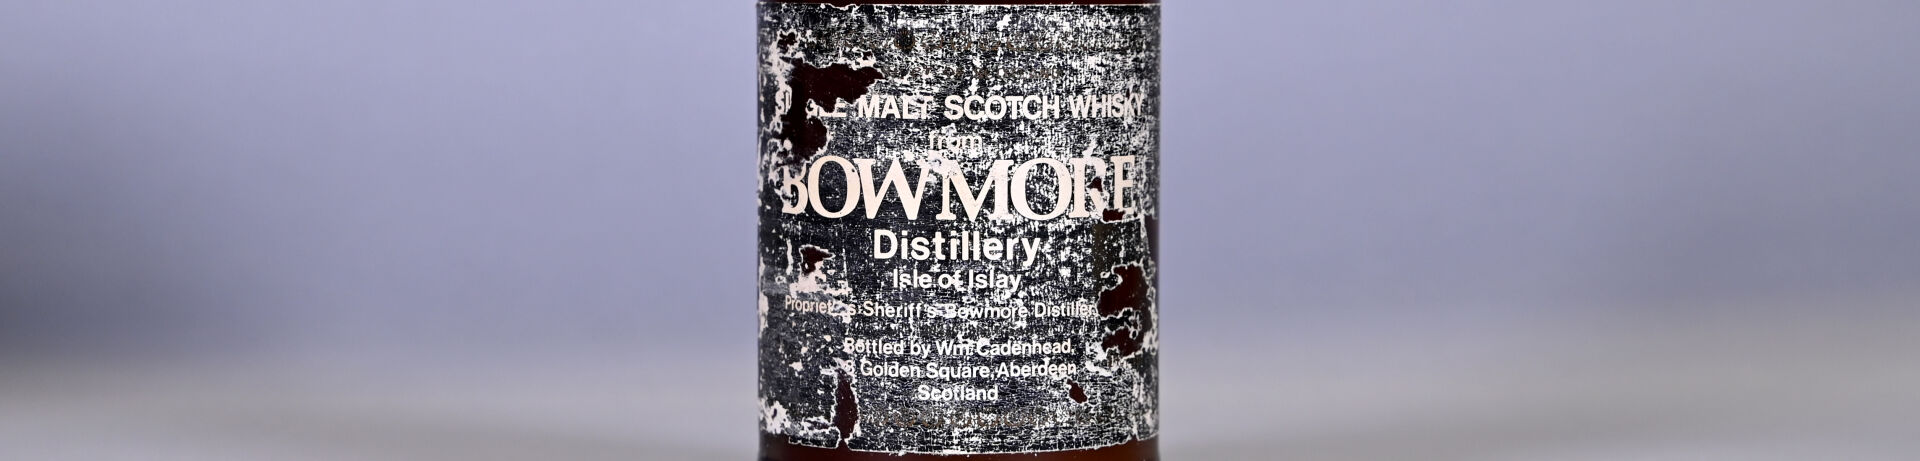 MALT SCOTCH WHISKY
from
BOWMORE
Distillery
Isle of Islay
Sheriff's Bowmore
Bottled by Wm. Cadenhead,
Golden Square, Aberdeen
Scotland